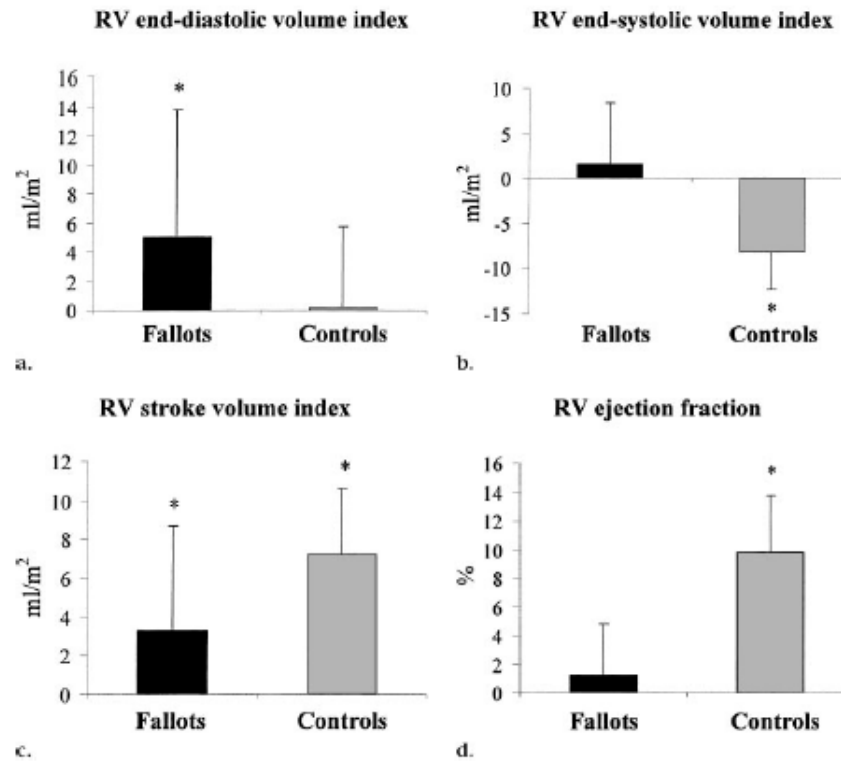 RV end-diastolic volume index
16
14
12
10
8
6
4
2
0
ml/m²
*
Fallots Controls
a.
RV end-systolic volume index
10
5
0
-5
-10
-15
ml/m²
*
Fallots Controls
b.
RV stroke volume index
12
10
8
6
4
2
0
ml/m²
* *
Fallots Controls
c.
RV ejection fraction
16
14
12
10
8
6
4
2
0
%
*
Fallots Controls
d.